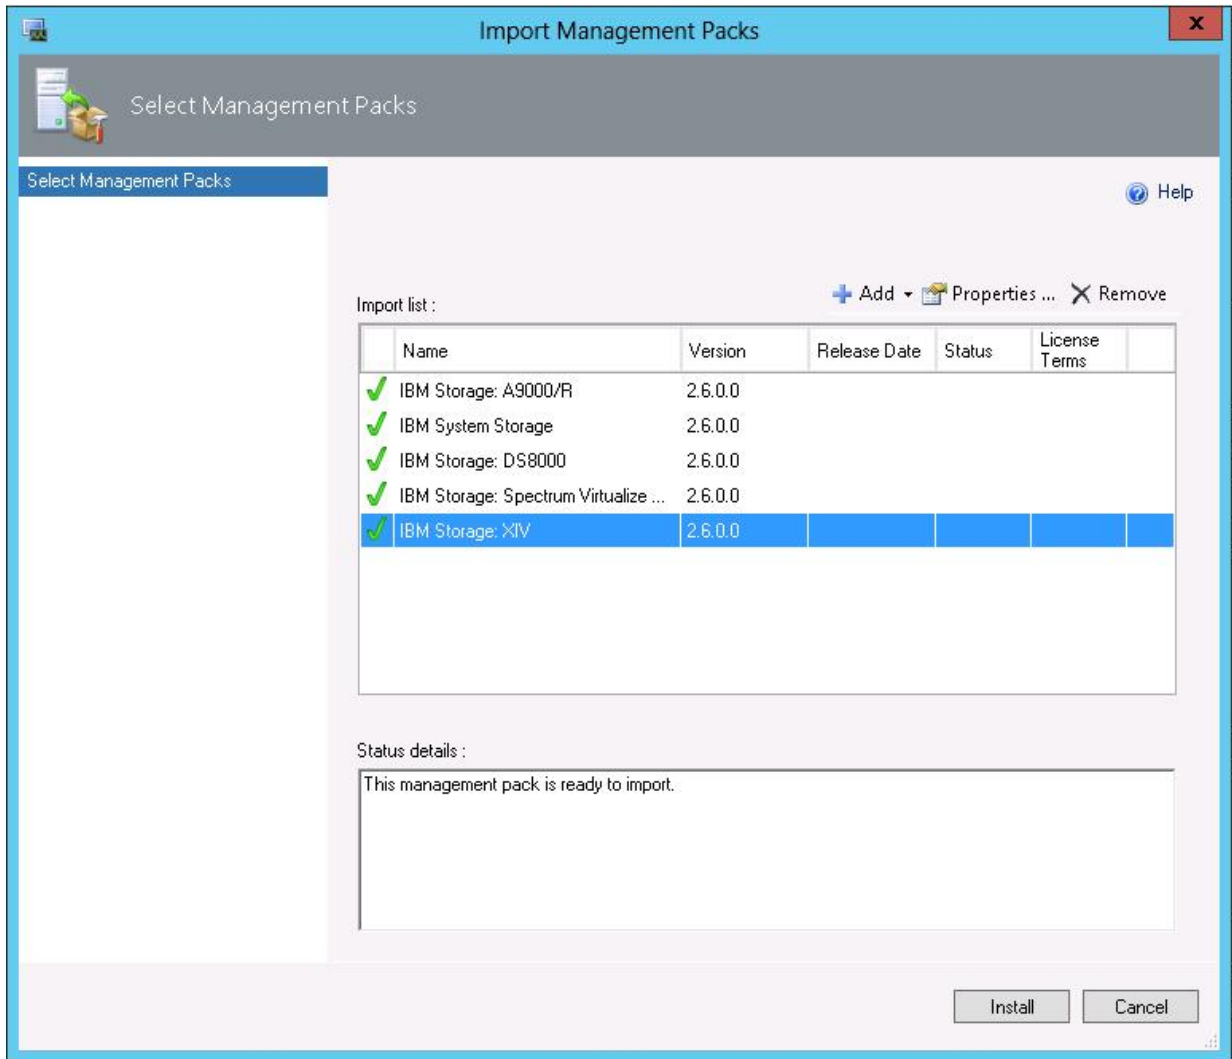 Import Management Packs
x
Select Management Packs
Select Management Packs
Help
Import list :
Add Properties ... Remove
Name Version Release Date Status License Terms
IBM Storage: A9000/R 2.6.0.0
IBM System Storage 2.6.0.0
IBM Storage: DS8000 2.6.0.0
IBM Storage: Spectrum Virtualize ... 2.6.0.0
IBM Storage: XIV 2.6.0.0
Status details :
This management pack is ready to import.
Install Cancel